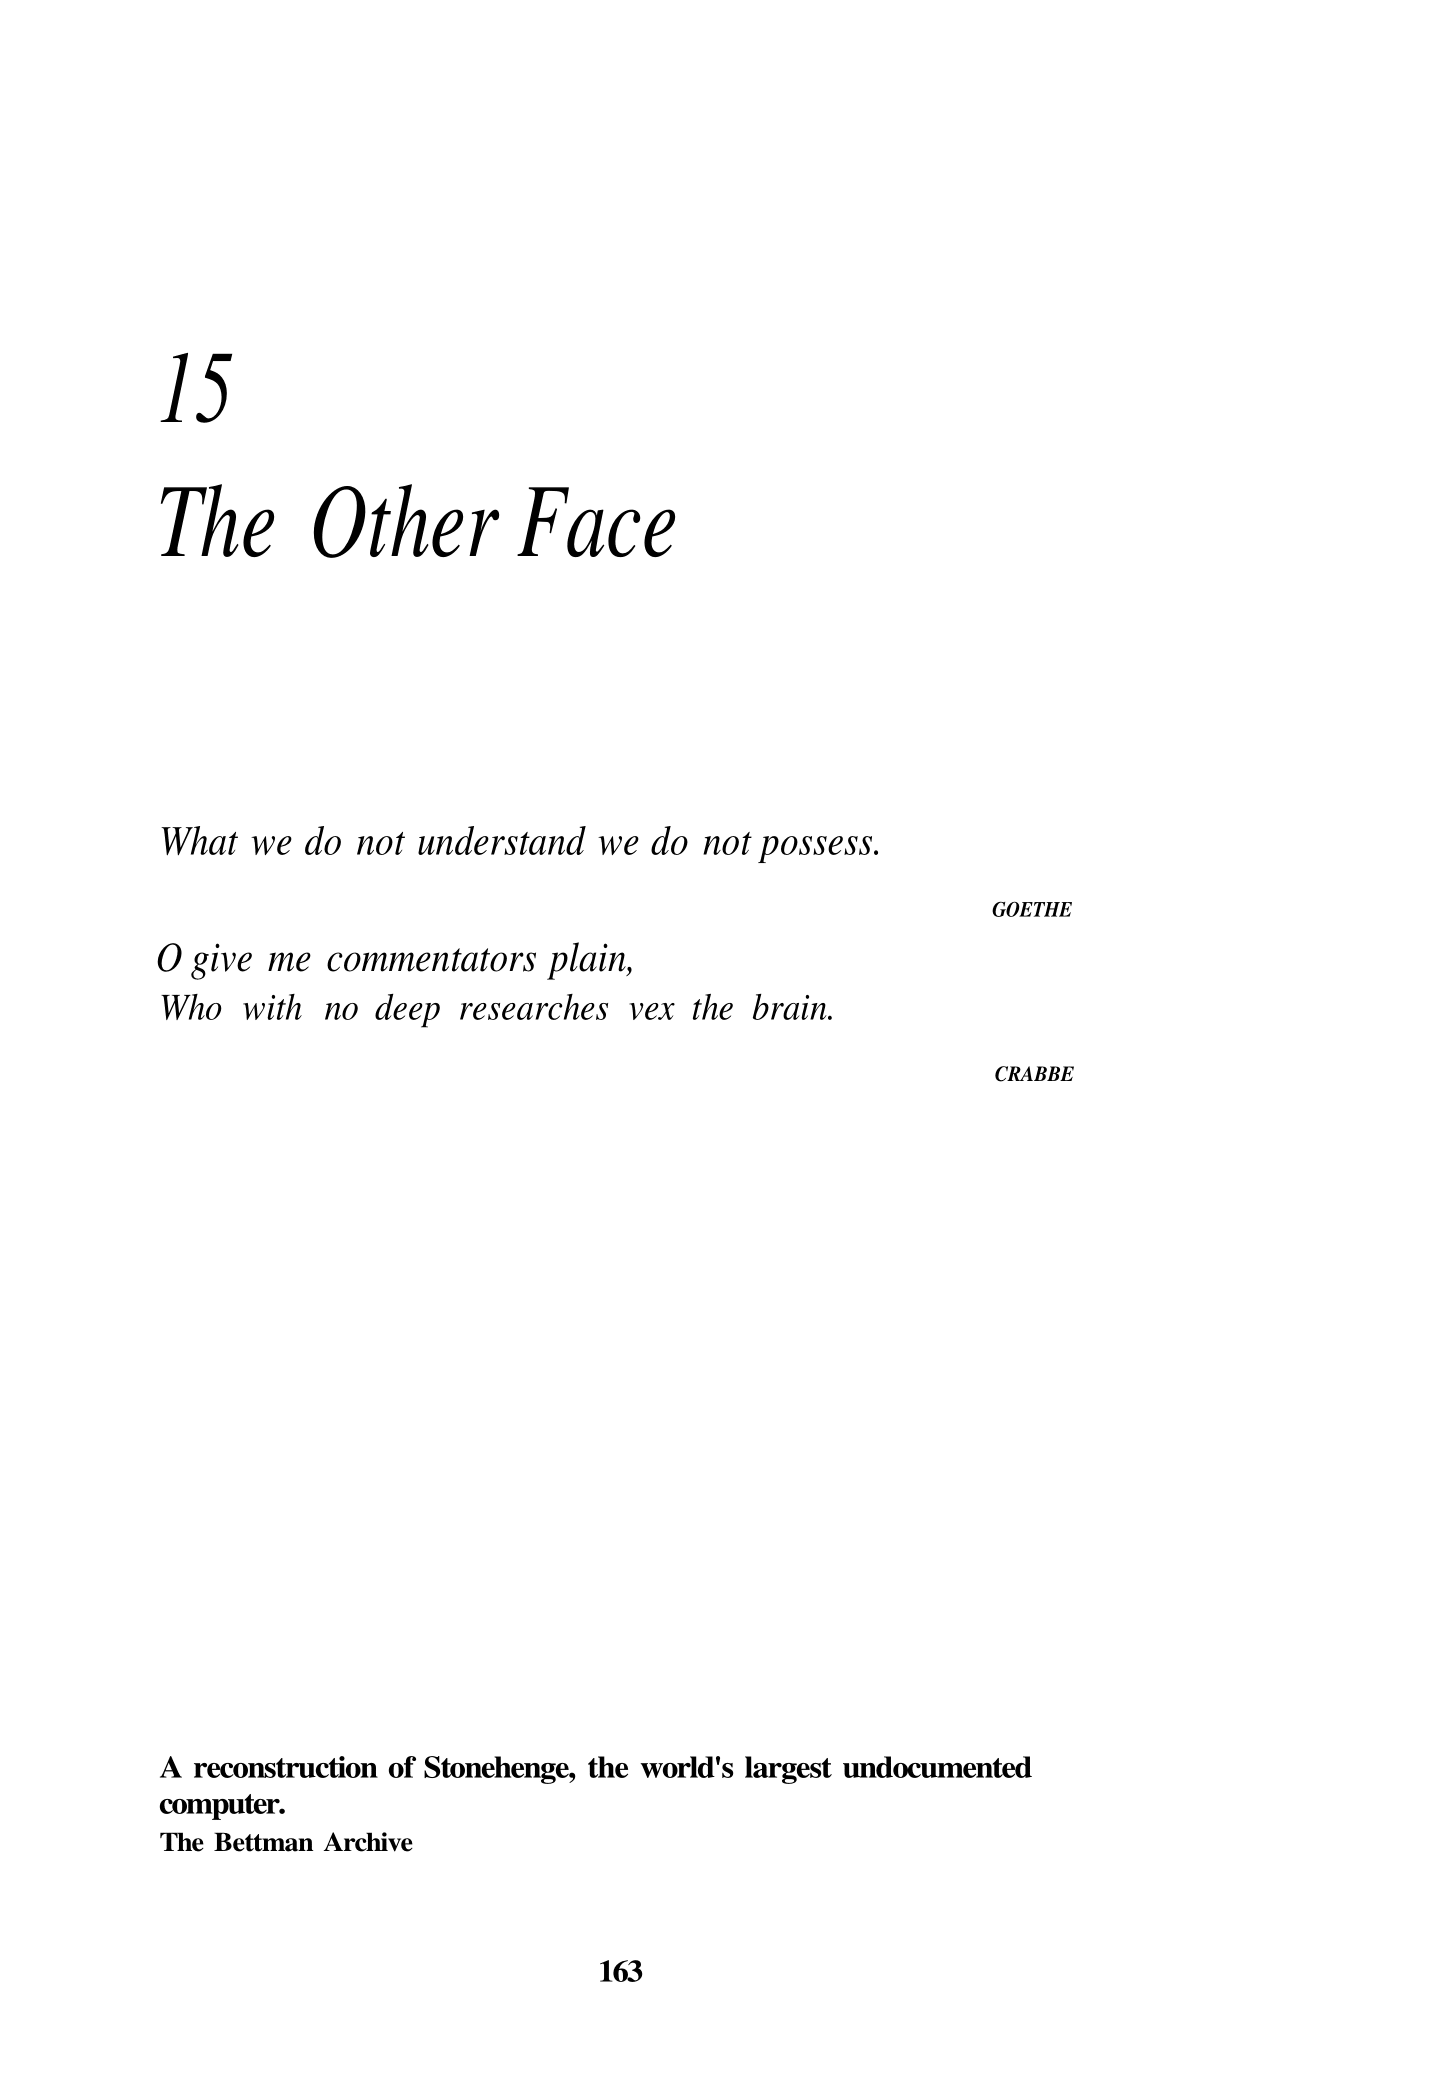 15
The Other Face
What we do not understand we do not possess.
GOETHE
O give me commentators plain,
Who with no deep researches vex the brain.
CRABBE
A reconstruction of Stonehenge, the world's largest undocumented
computer.
The Bettman Archive
163